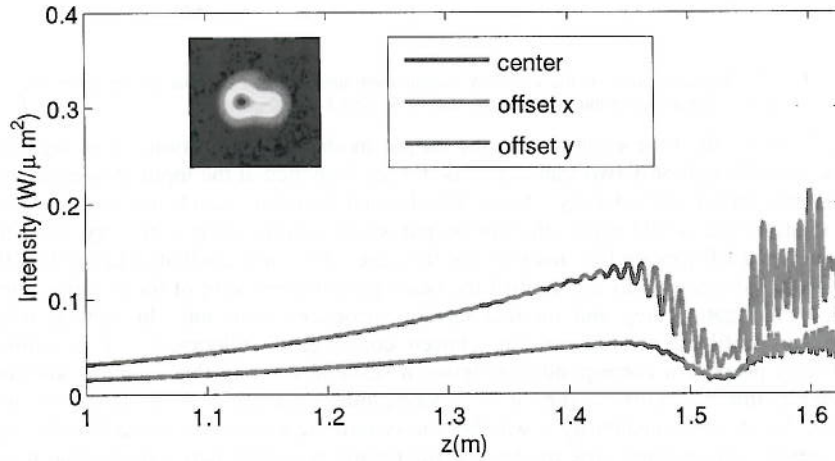 0.4
0.3
0.2
0.1
0
Intensity (W/μ m²)
center
offset x
offset y
1
1.1
1.2
1.3
1.4
1.5
1.6
z(m)